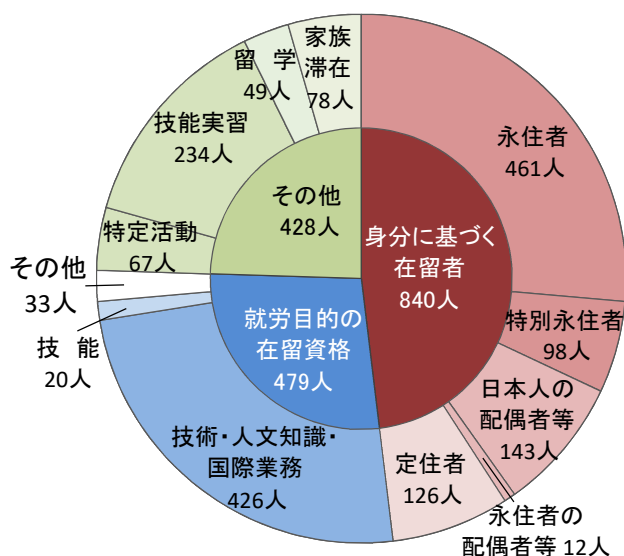 家族
滞在
78人
留 学
49人
技能実習
234人
永住者
461人
その他
428人
身分に基づく
在留者
840人
特定活動
67人
その他
33人
特別永住者
98人
就労目的の
在留資格
479人
技 能
20人
日本人の
配偶者等
143人
技術・人文知識・
国際業務
426人
定住者
126人
永住者の
配偶者等 12人